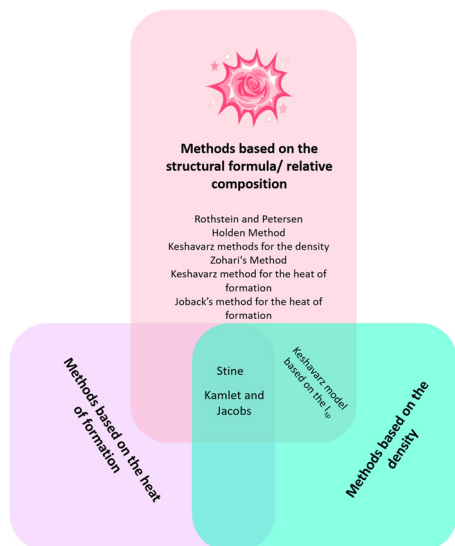 Methods based on the
structural formula/ relative
composition
Rothstein and Petersen
Holden Method
Keshavarz methods for the density
Zohari's Method
Keshavarz method for the heat of
formation
Joback's method for the heat of
formation
Stine
Kamlet and
Jacobs
Keshavarz model
based on the Isp
Methods based on the heat
of formation
Methods based on the
density